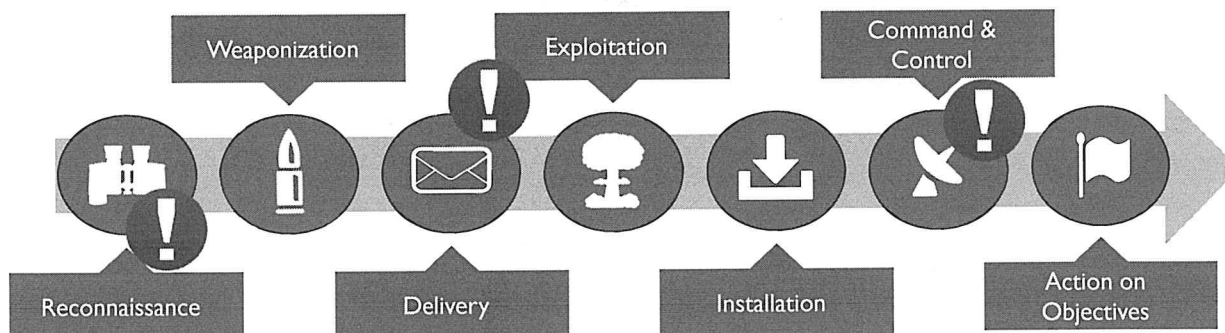 Weaponization
Exploitation
Command &
Control
!
!
!
Reconnaissance
Delivery
Installation
Action on
Objectives